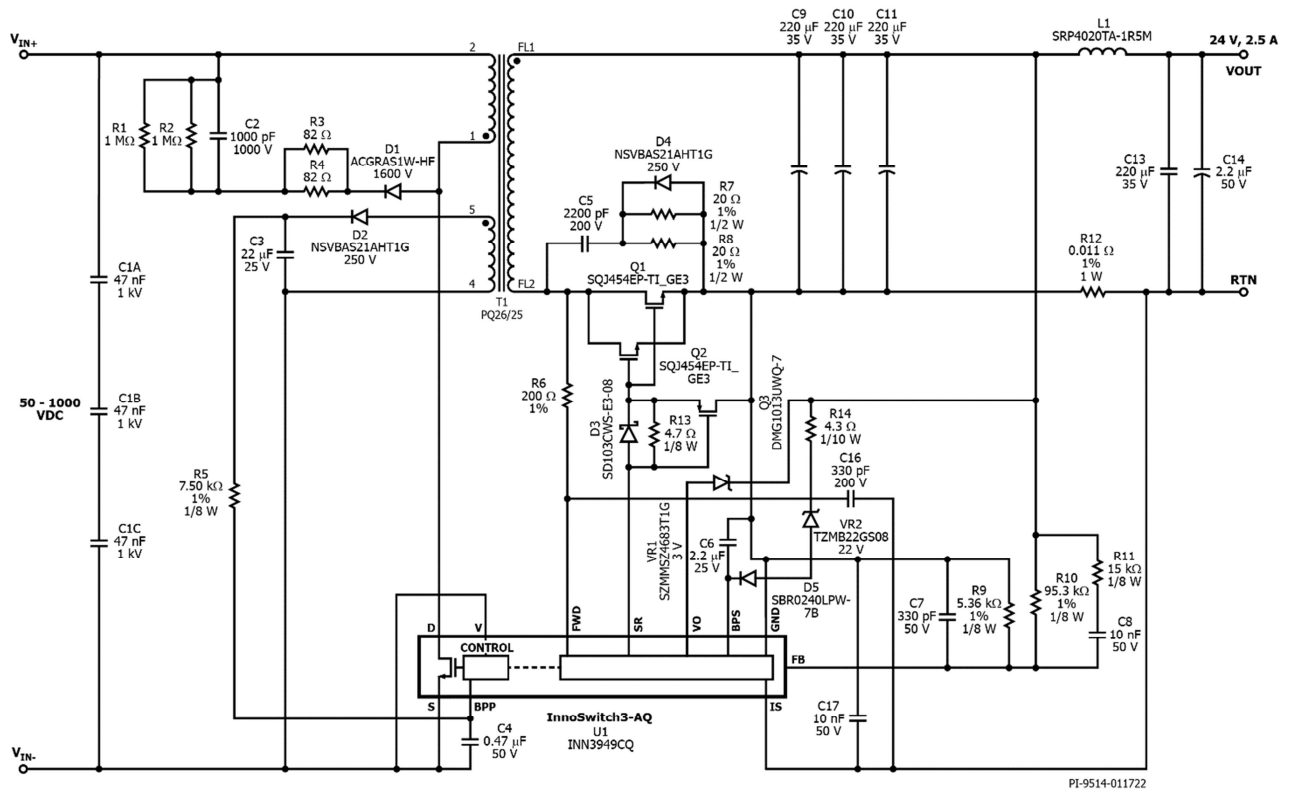 C9
220 μF
35 V
C10
220 μF
35 V
C11
220 μF
35 V
L1
SRP4020TA-1R5M
VIN+
2
FL1
24 V, 2.5 A
VOUT
R1
1 MΩ
R2
1 MΩ
C2
1000 pF
1000 V
R3
82 Ω
R4
82 Ω
D1
ACGRAS1W-HF
1600 V
1
D4
NSVBAS21AHT1G
250 V
R7
20 Ω
1%
1/2 W
R8
20 Ω
1%
1/2 W
C5
2200 pF
200 V
C13
220 μF
35 V
C14
2.2 μF
50 V
5
D2
NSVBAS21AHT1G
250 V
C3
22 μF
25 V
4
FL2
T1
PQ26/25
Q1
SQJ454EP-TI_GE3
R12
0.011 Ω
1%
1 W
RTN
C1A
47 nF
1 kV
Q2
SQJ454EP-TI_
GE3
50 - 1000
VDC
C1B
47 nF
1 kV
R6
200 Ω
1%
D3
SD103CWS-E3-08
R13
4.7 Ω
1/8 W
Q3
DMG1013UWQ-7
R14
4.3 Ω
1/10 W
C16
330 pF
200 V
R5
7.50 kΩ
1%
1/8 W
C1C
47 nF
1 kV
VR1
SZMMSZ4683T1G
3 V
C6
2.2 μF
25 V
VR2
TZMB22GS08
22 V
D5
SBR0240LPW-
7B
C7
330 pF
50 V
R9
5.36 kΩ
1%
1/8 W
R10
95.3 kΩ
1%
1/8 W
R11
15 kΩ
1/8 W
C8
10 nF
50 V
D
V
FWD
SR
VO
BPS
GND
CONTROL
FB
S
BPP
IS
InnoSwitch3-AQ
U1
INN3949CQ
C4
0.47 μF
50 V
C17
10 nF
50 V
VIN-
PI-9514-011722